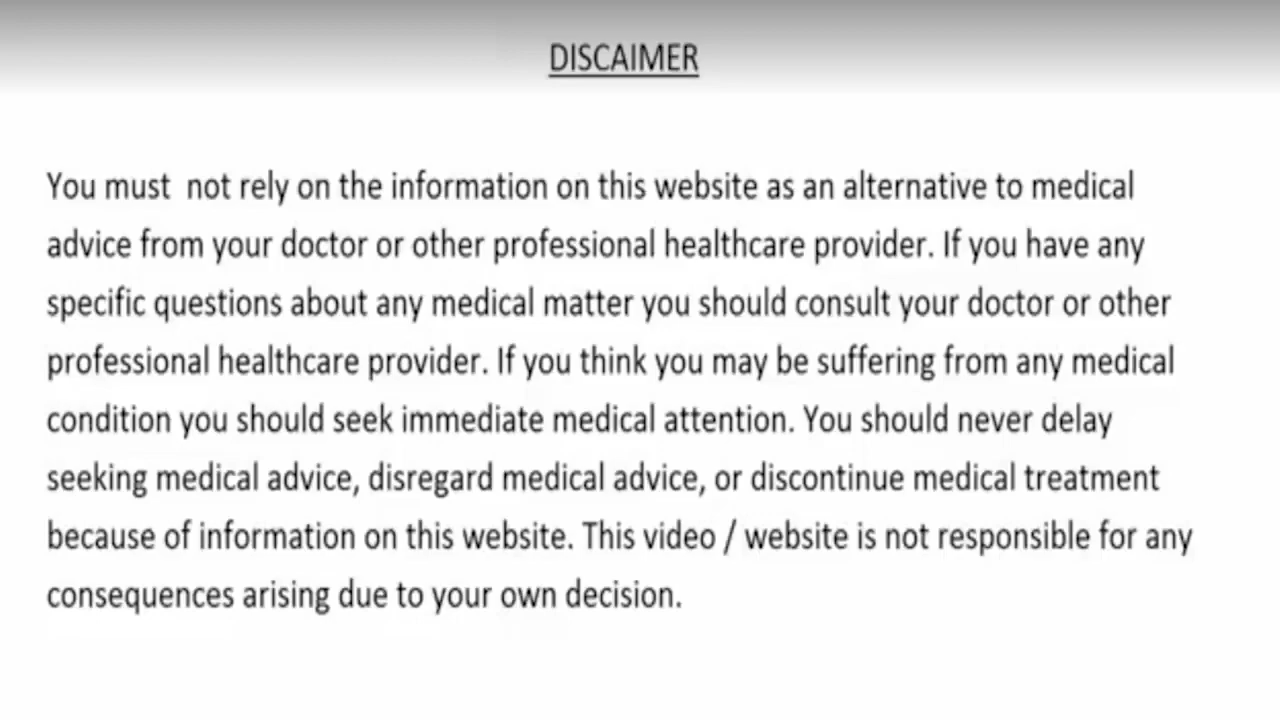 DISCAIMER
You must  not rely on the information on this website as an alternative to medical
advice from your doctor or other professional healthcare provider. If you have any
specific questions about any medical matter you should consult your doctor or other
professional healthcare provider. If you think you may be suffering from any medical
condition you should seek immediate medical attention. You should never delay
seeking medical advice, disregard medical advice, or discontinue medical treatment
because of information on this website. This video / website is not responsible for any
consequences arising due to your own decision.